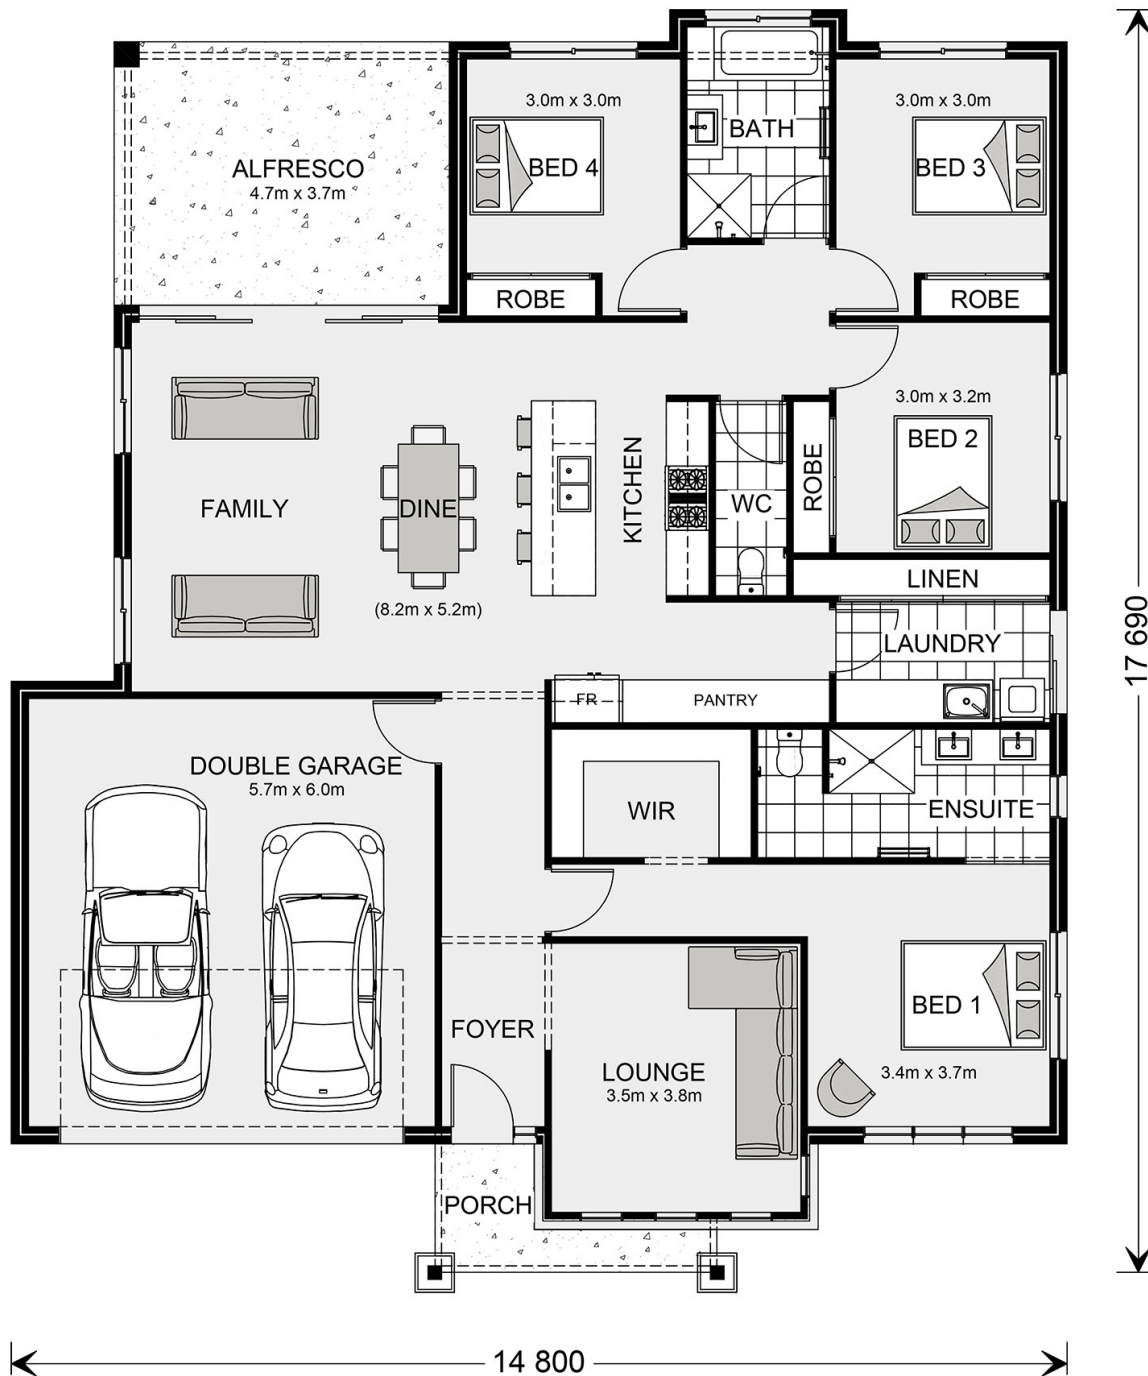 3.0m x 3.0m
BED 4
BATH
3.0m x 3.0m
BED 3
ALFRESCO
4.7m x 3.7m
ROBE
ROBE
3.0m x 3.2m
BED 2
FAMILY
DINE
KITCHEN
WC
ROBE
(8.2m x 5.2m)
LINEN
LAUNDRY
17 690
FR
PANTRY
DOUBLE GARAGE
5.7m x 6.0m
WIR
ENSUITE
BED 1
3.4m x 3.7m
FOYER
LOUNGE
3.5m x 3.8m
PORCH
14 800